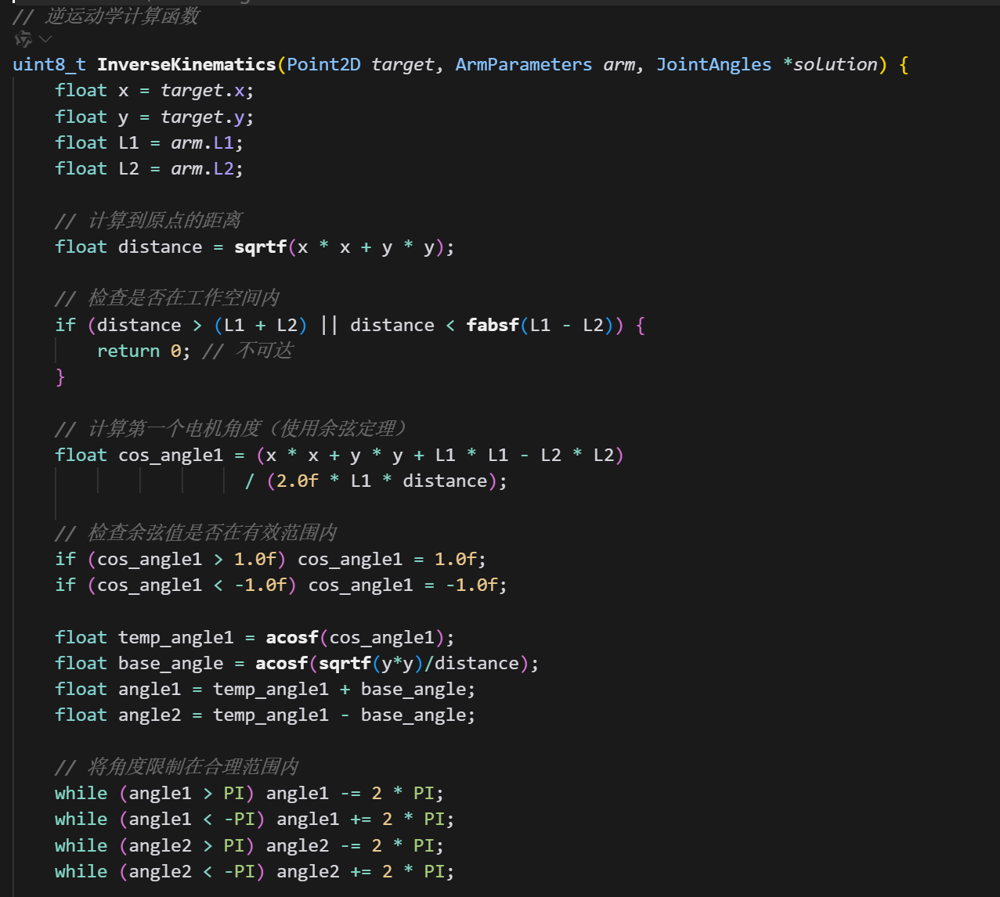 // 逆运动学计算函数
uint8_t InverseKinematics(Point2D target, ArmParameters arm, JointAngles *solution) {
    float x = target.x;
    float y = target.y;
    float L1 = arm.L1;
    float L2 = arm.L2;
    // 计算到原点的距离
    float distance = sqrtf(x * x + y * y);
    // 检查是否在工作空间内
    if (distance > (L1 + L2) || distance < fabsf(L1 - L2)) {
        return 0; // 不可达
    }
    // 计算第一个电机角度（使用余弦定理）
    float cos_angle1 = (x * x + y * y + L1 * L1 - L2 * L2)
                      / (2.0f * L1 * distance);
    // 检查余弦值是否在有效范围内
    if (cos_angle1 > 1.0f) cos_angle1 = 1.0f;
    if (cos_angle1 < -1.0f) cos_angle1 = -1.0f;
    float temp_angle1 = acosf(cos_angle1);
    float base_angle = acosf(sqrtf(y*y)/distance);
    float angle1 = temp_angle1 + base_angle;
    float angle2 = temp_angle1 - base_angle;
    // 将角度限制在合理范围内
    while (angle1 > PI) angle1 -= 2 * PI;
    while (angle1 < -PI) angle1 += 2 * PI;
    while (angle2 > PI) angle2 -= 2 * PI;
    while (angle2 < -PI) angle2 += 2 * PI;